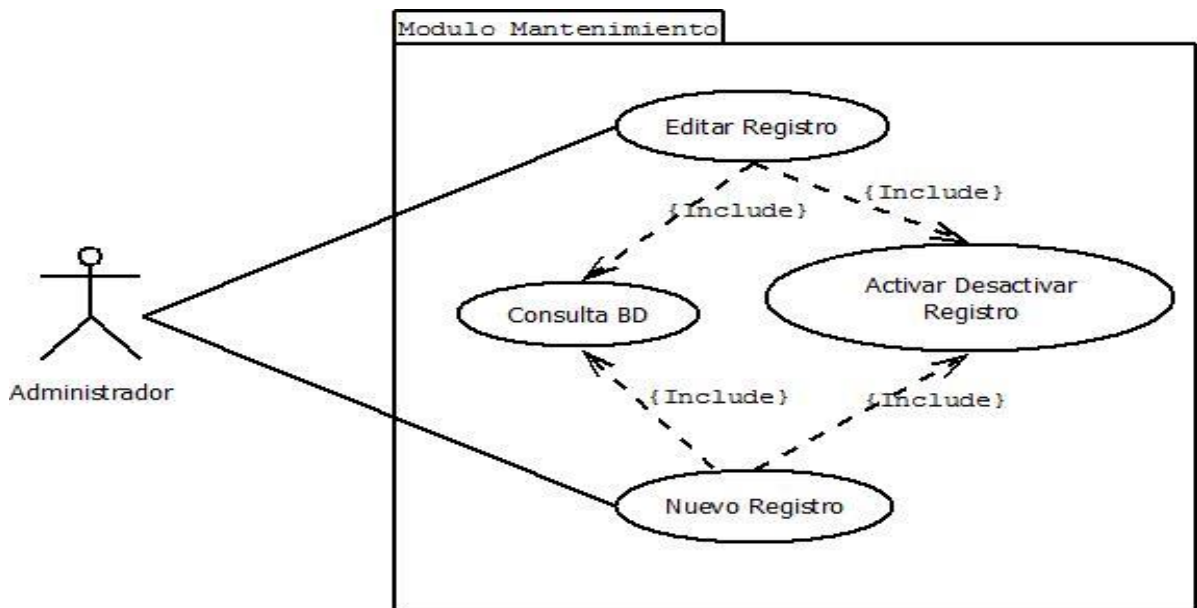 Modulo Mantenimiento
Editar Registro
{Include}
{Include}
Activar Desactivar
Registro
Consulta BD
Administrador
{Include}
{Include}
Nuevo Registro